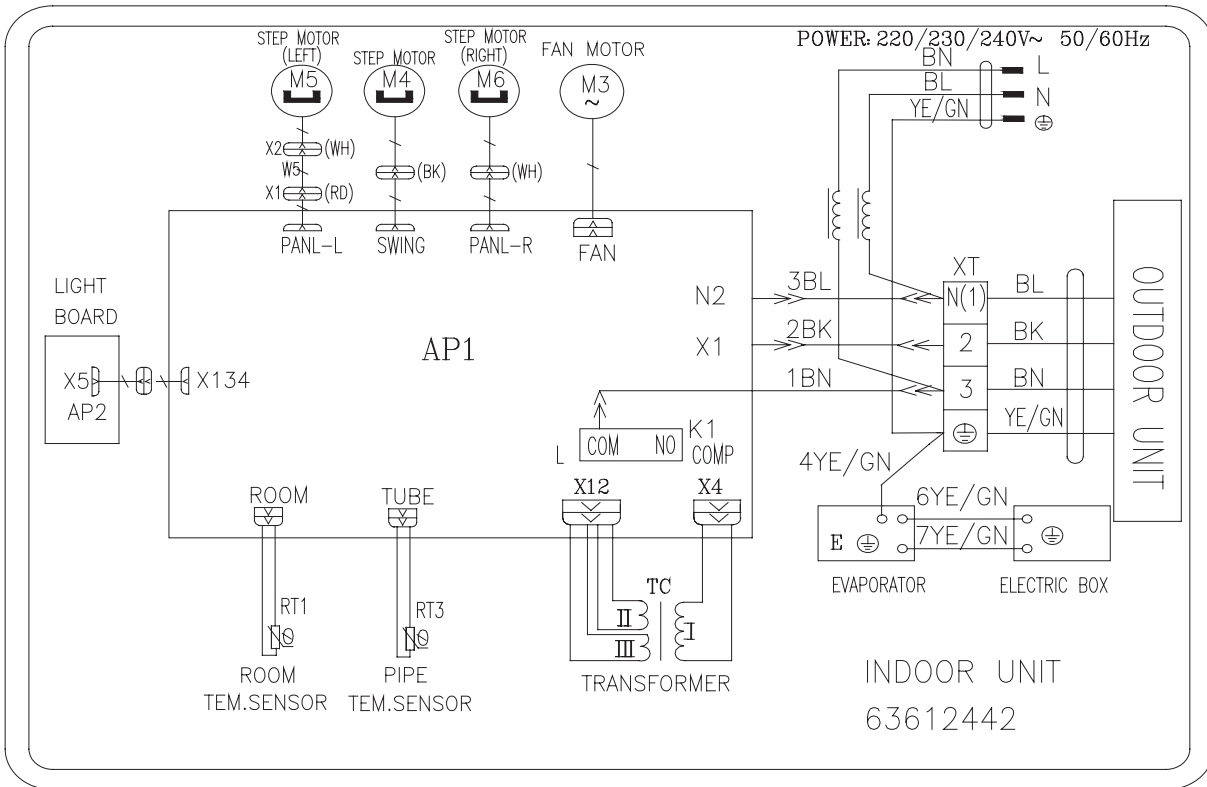 POWER: 220/230/240V~ 50/60Hz
STEP MOTOR
(LEFT)
M5
STEP MOTOR
M4
STEP MOTOR
(RIGHT)
M6
FAN MOTOR
M3
~
BN
L
BL
N
YE/GN
X2
(WH)
W5
X1
(RD)
(BK)
(WH)
PANL-L
SWING
PANL-R
FAN
LIGHT
BOARD
X5
AP2
X134
AP1
N2
3BL
X1
2BK
1BN
XT
N(1)
BL
2
BK
3
BN
YE/GN
OUTDOOR UNIT
L
COM
NO
K1
COMP
4YE/GN
X12
X4
ROOM
TUBE
6YE/GN
7YE/GN
E
EVAPORATOR
ELECTRIC BOX
RT1
RT3
TC
II
III
I
ROOM
TEM.SENSOR
PIPE
TEM.SENSOR
TRANSFORMER
INDOOR UNIT
63612442